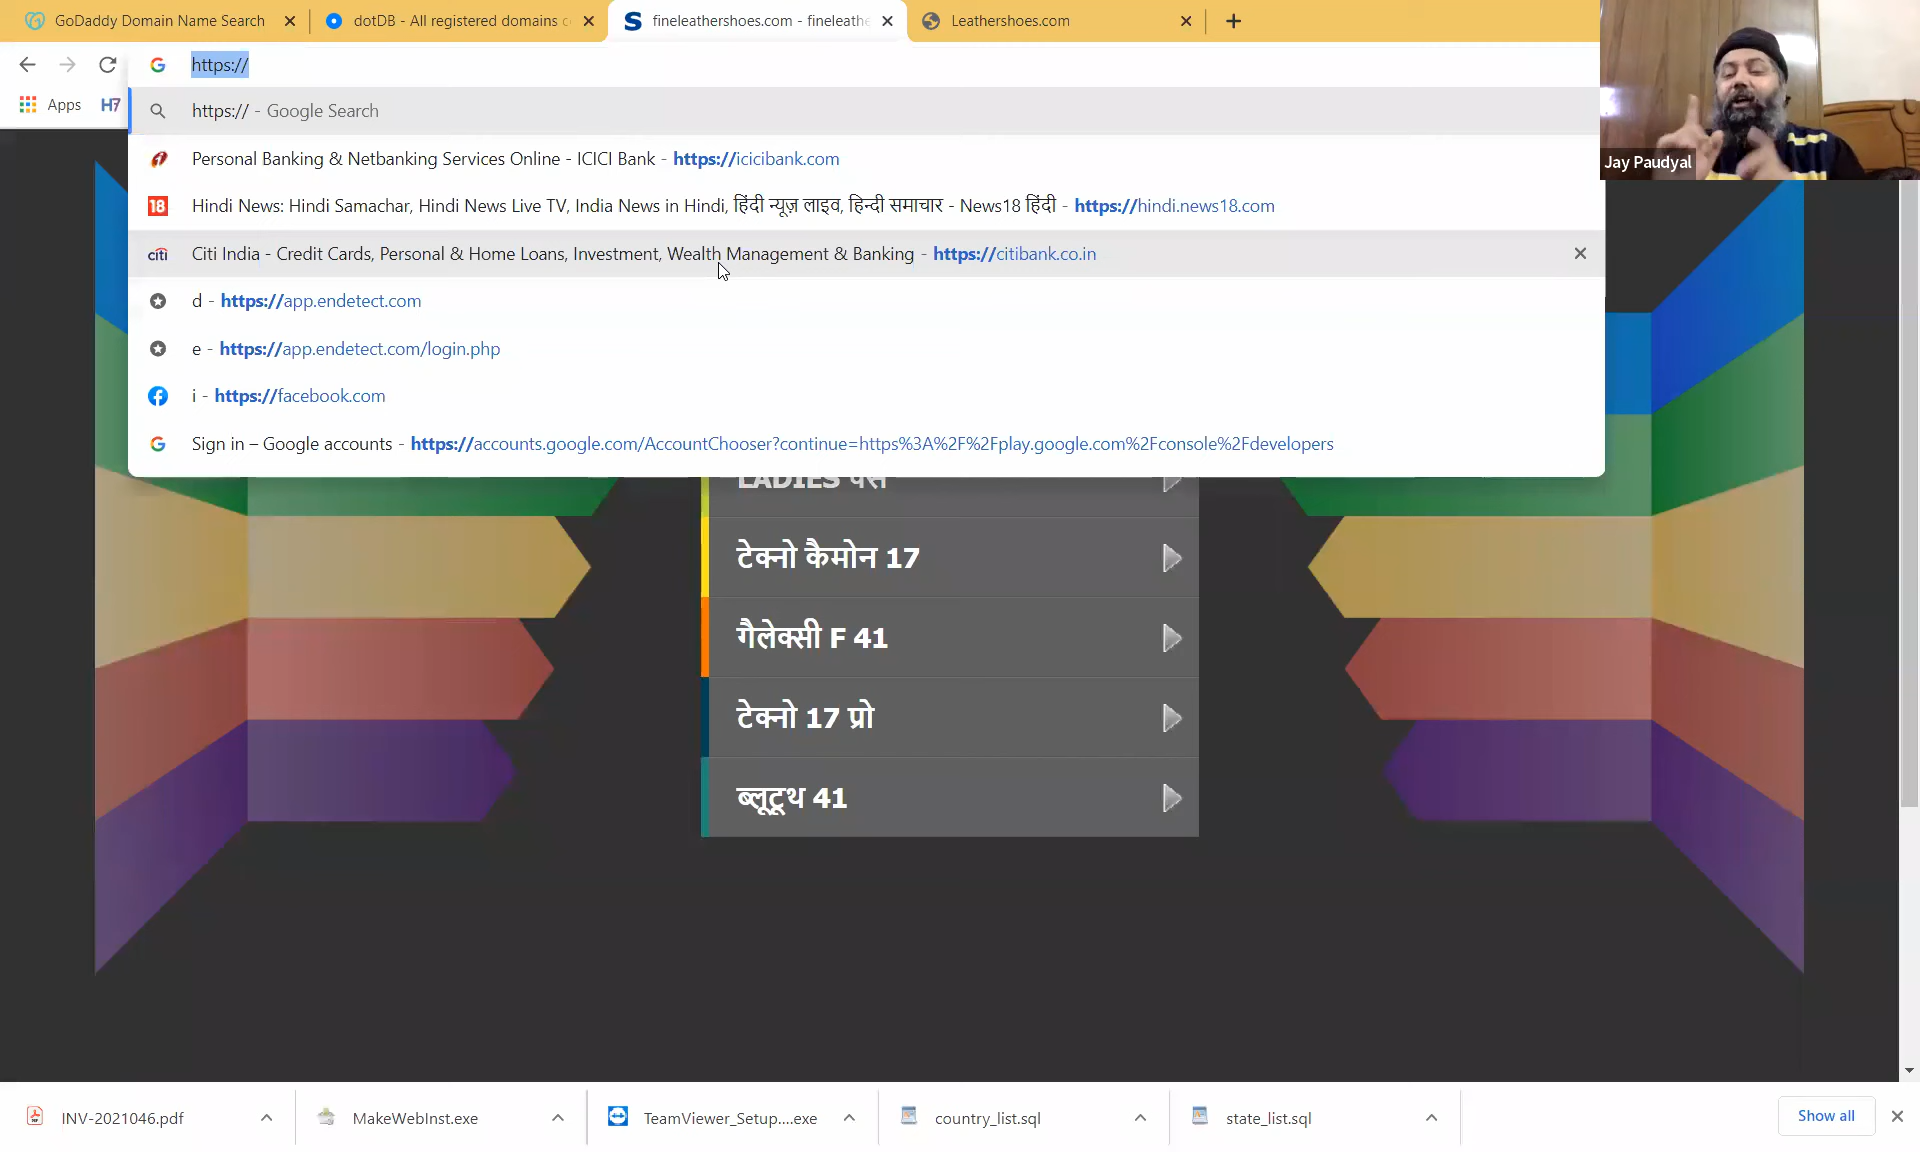 GoDaddy Domain Name Search
dotDB - All registered domains c
fineleathershoes.com - fineleathe
Leathershoes.com
https://
Jay Paudyal
Apps
H7
https:// - Google Search
Personal Banking & Netbanking Services Online - ICICI Bank - https://icicibank.com
18 Hindi News: Hindi Samachar, Hindi News Live TV, India News in Hindi, हिंदी न्यूज़ लाइव, हिन्दी समाचार - News18 हिंदी - https://hindi.news18.com
citi Citi India - Credit Cards, Personal & Home Loans, Investment, Wealth Management & Banking - https://citibank.co.in
d - https://app.endetect.com
e - https://app.endetect.com/login.php
i - https://facebook.com
Sign in – Google accounts - https://accounts.google.com/AccountChooser?continue=https%3A%2F%2Fplay.google.com%2Fconsole%2Fdevelopers
LADIES पर्स
टेक्नो कैमोन 17
गैलेक्सी F 41
टेक्नो 17 प्रो
ब्लूटूथ 41
INV-2021046.pdf
MakeWebInst.exe
TeamViewer_Setup....exe
country_list.sql
state_list.sql
Show all